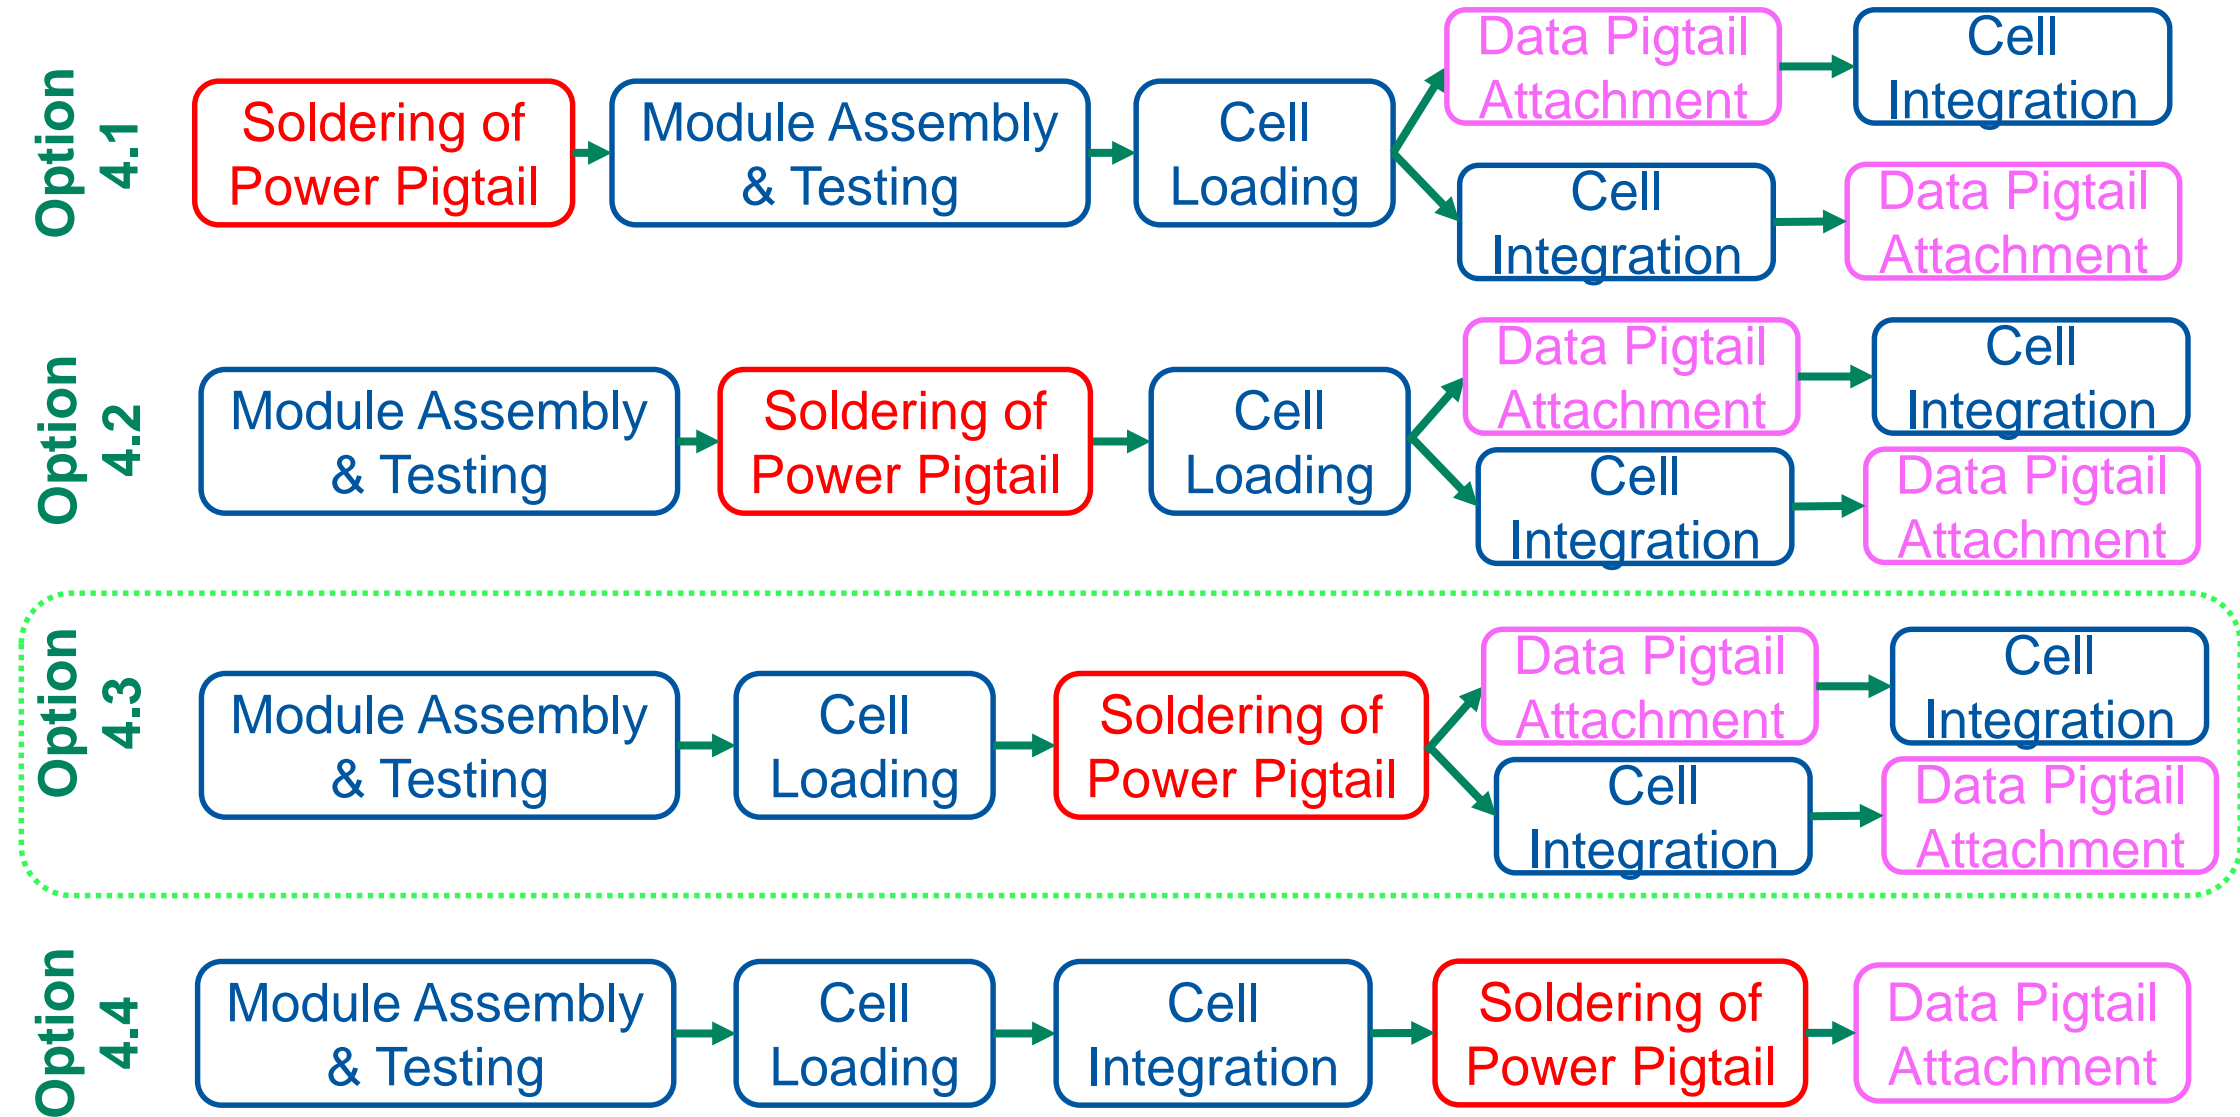 Option
4.1
Soldering of
Power Pigtail
Module Assembly
& Testing
Cell
Loading
Data Pigtail
Attachment
Cell
Integration
Cell
Integration
Data Pigtail
Attachment
Option
4.2
Module Assembly
& Testing
Soldering of
Power Pigtail
Cell
Loading
Data Pigtail
Attachment
Cell
Integration
Cell
Integration
Data Pigtail
Attachment
Option
4.3
Module Assembly
& Testing
Cell
Loading
Soldering of
Power Pigtail
Data Pigtail
Attachment
Cell
Integration
Cell
Integration
Data Pigtail
Attachment
Option
4.4
Module Assembly
& Testing
Cell
Loading
Cell
Integration
Soldering of
Power Pigtail
Data Pigtail
Attachment